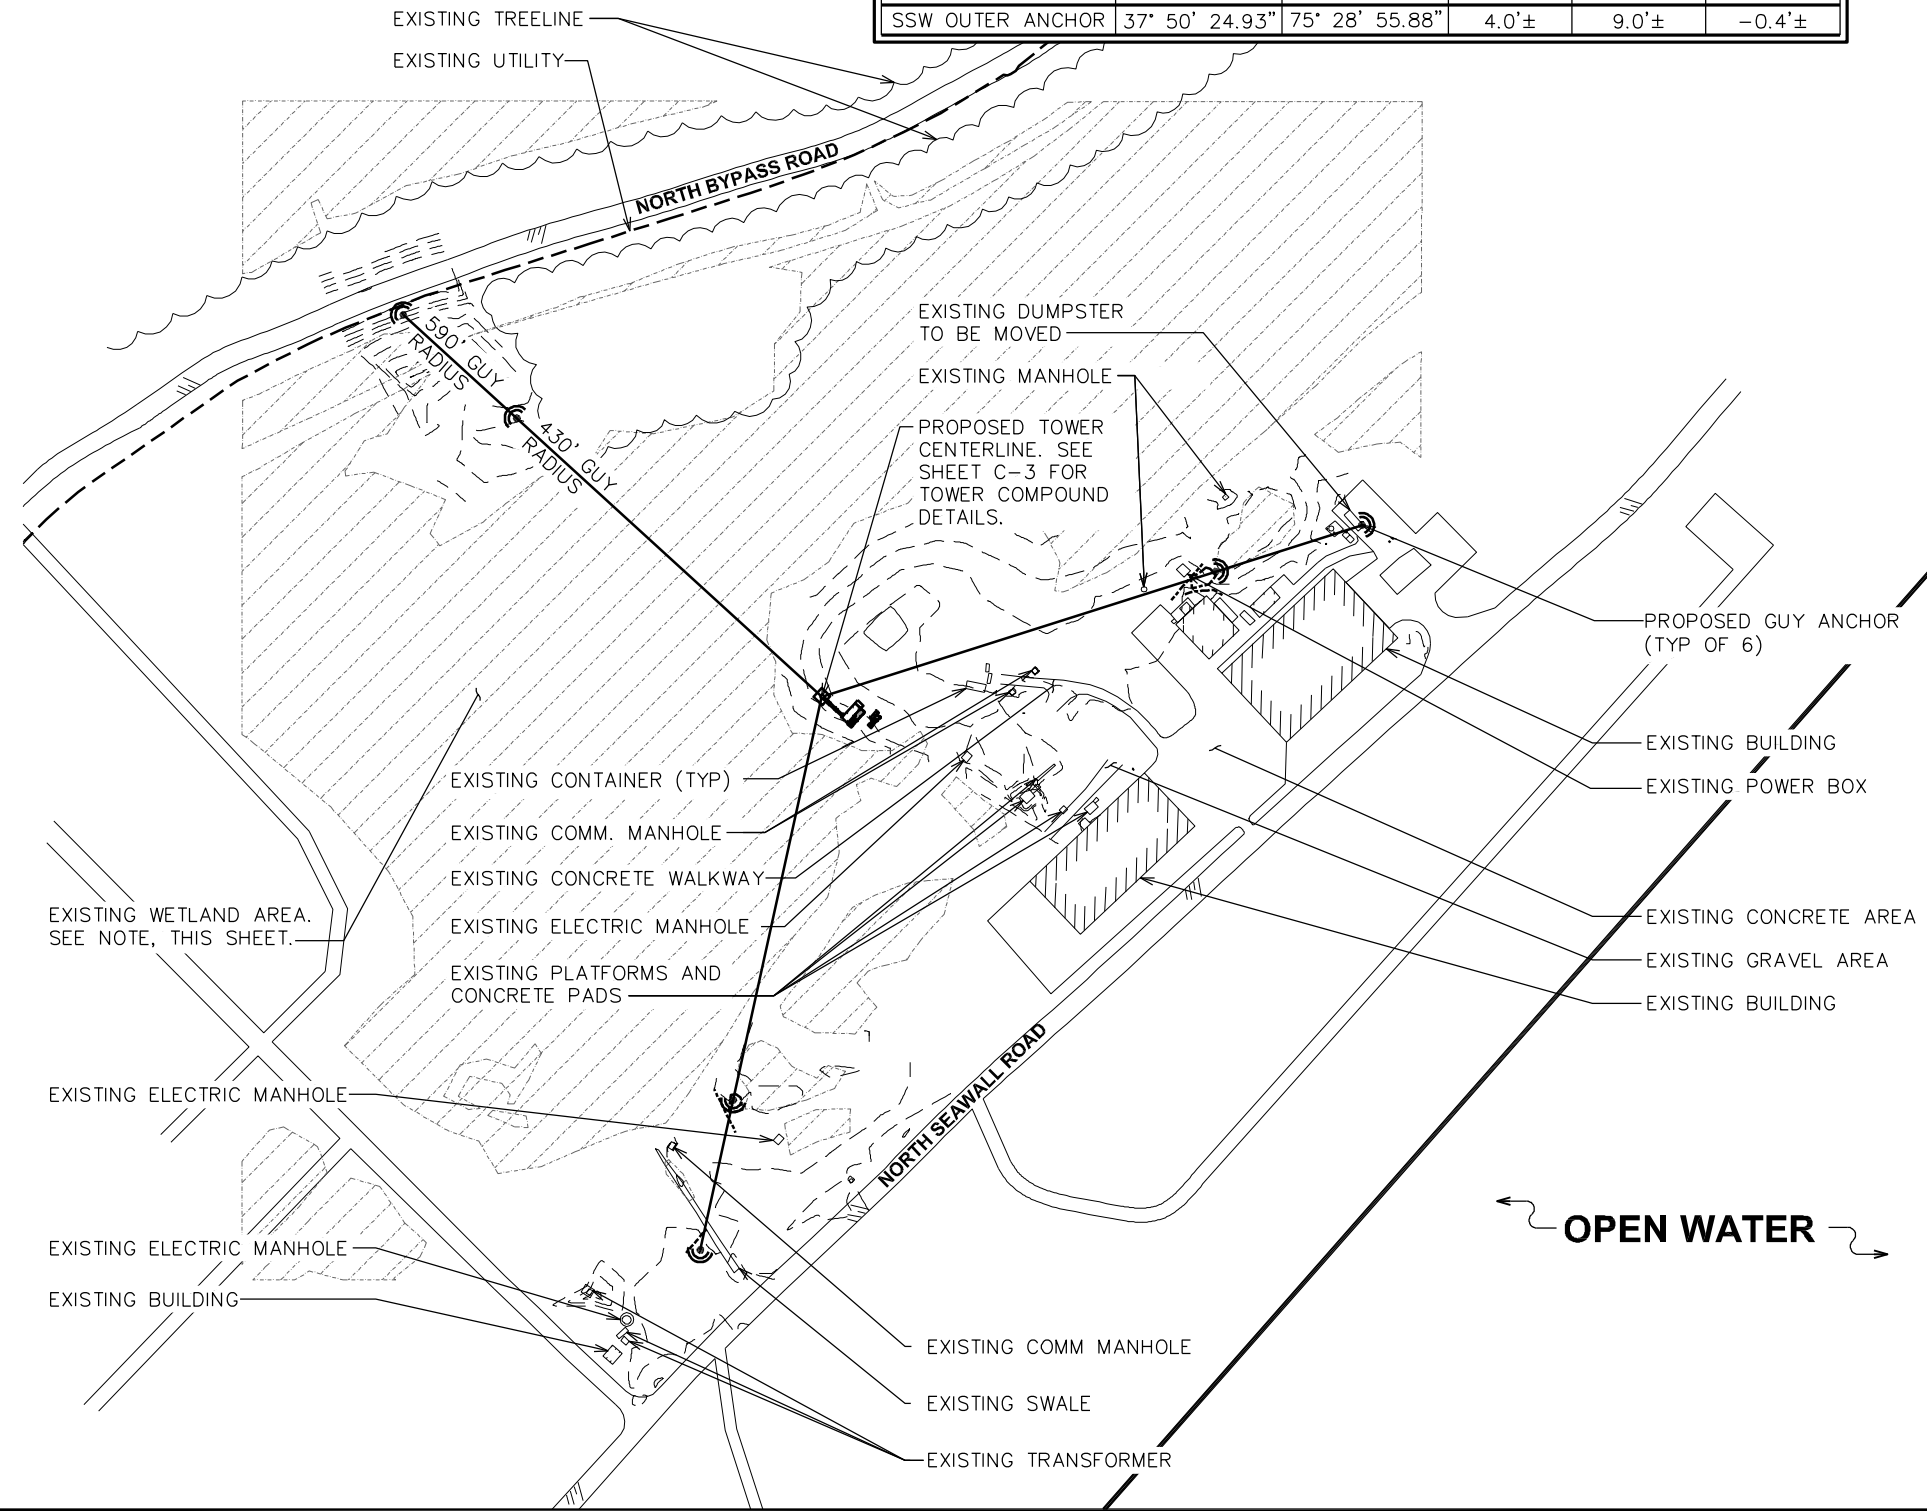 SSW OUTER ANCHOR 37° 50' 24.93" 75° 28' 55.88" 4.0'± 9.0'± −0.4'±
EXISTING TREELINE
EXISTING UTILITY
NORTH BYPASS ROAD
590' GUY
RADIUS
430' GUY
RADIUS
EXISTING DUMPSTER
TO BE MOVED
EXISTING MANHOLE
PROPOSED TOWER
CENTERLINE. SEE
SHEET C−3 FOR
TOWER COMPOUND
DETAILS.
PROPOSED GUY ANCHOR
(TYP OF 6)
EXISTING BUILDING
EXISTING POWER BOX
EXISTING CONTAINER (TYP)
EXISTING COMM. MANHOLE
EXISTING CONCRETE WALKWAY
EXISTING ELECTRIC MANHOLE
EXISTING PLATFORMS AND
CONCRETE PADS
EXISTING WETLAND AREA.
SEE NOTE, THIS SHEET.
EXISTING CONCRETE AREA
EXISTING GRAVEL AREA
EXISTING BUILDING
NORTH SEAWALL ROAD
EXISTING ELECTRIC MANHOLE
OPEN WATER
EXISTING ELECTRIC MANHOLE
EXISTING BUILDING
EXISTING COMM MANHOLE
EXISTING SWALE
EXISTING TRANSFORMER